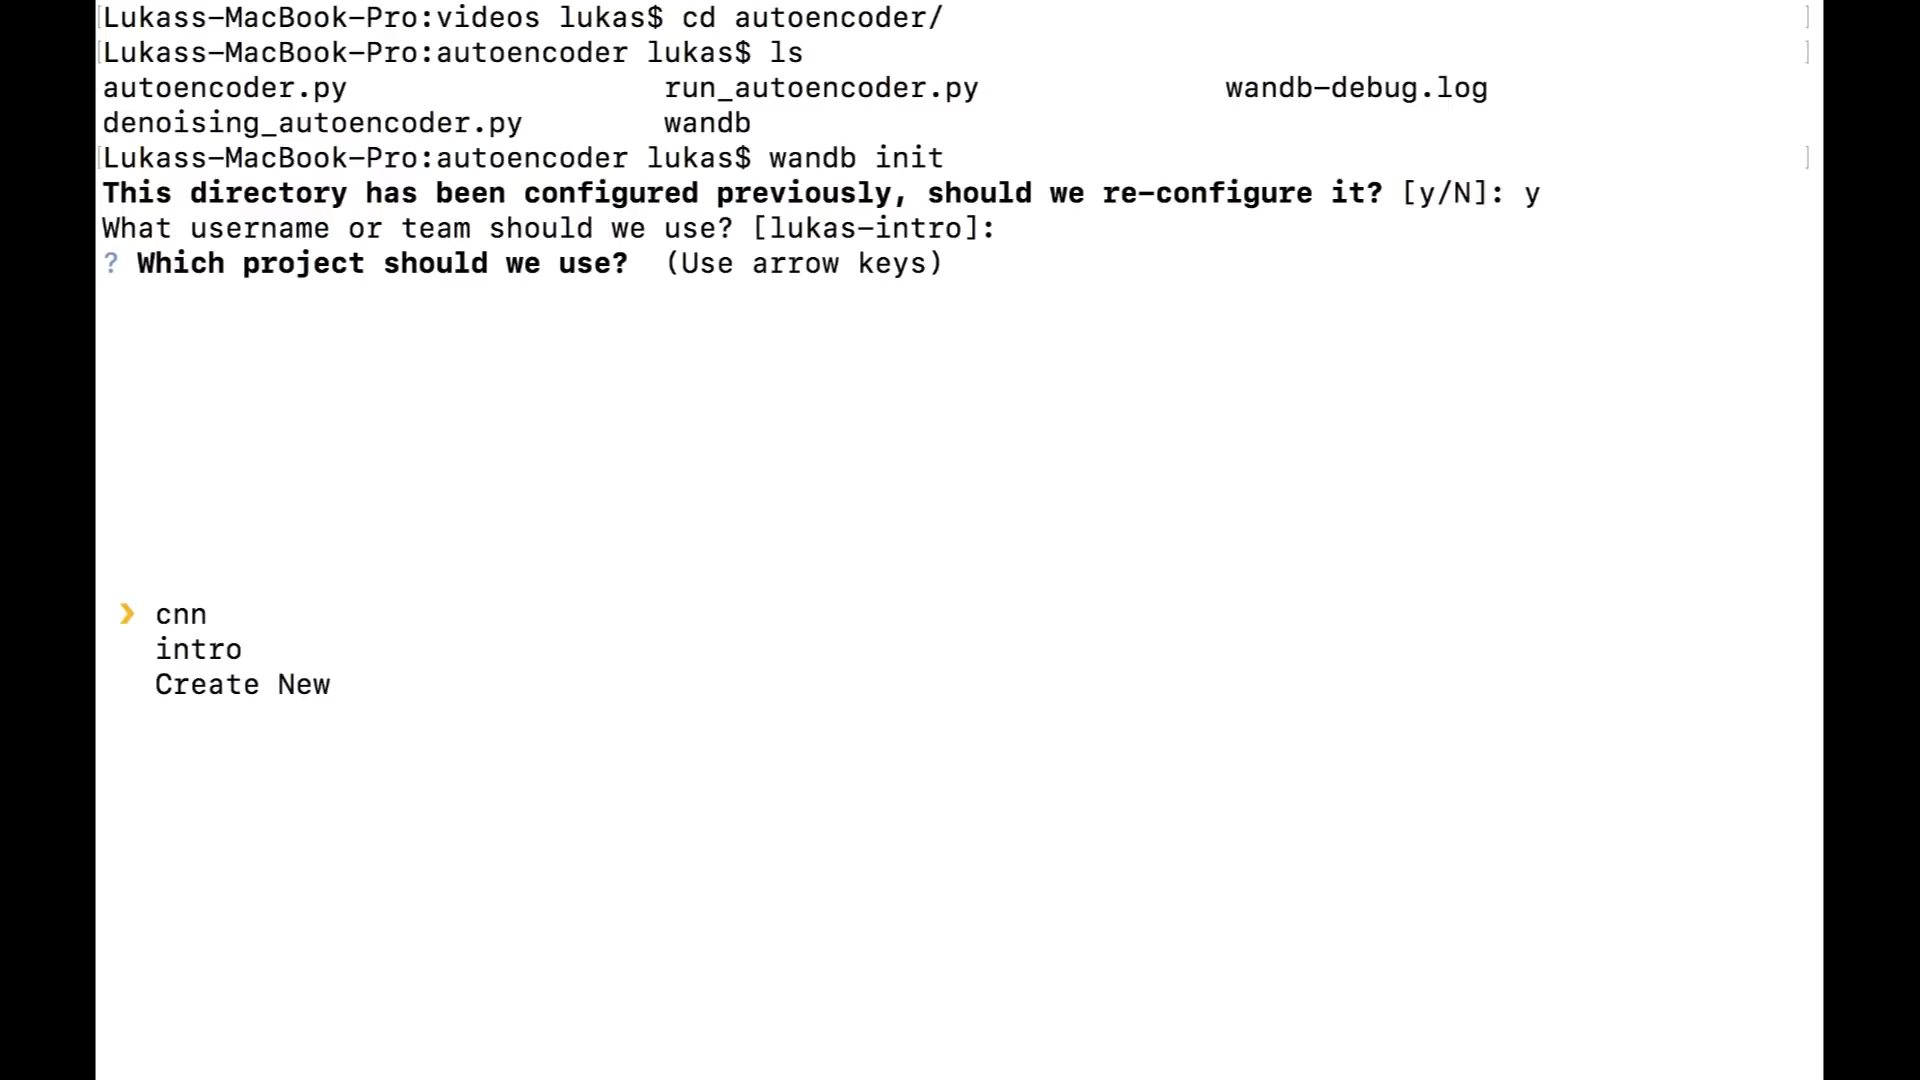 Lukass-MacBook-Pro:videos lukas$ cd autoencoder/
Lukass-MacBook-Pro:autoencoder lukas$ ls
autoencoder.py run_autoencoder.py wandb-debug.log
denoising_autoencoder.py wandb
Lukass-MacBook-Pro:autoencoder lukas$ wandb init
This directory has been configured previously, should we re-configure it? [y/N]: y
What username or team should we use? [lukas-intro]:
? Which project should we use? (Use arrow keys)
❯ cnn
intro
Create New